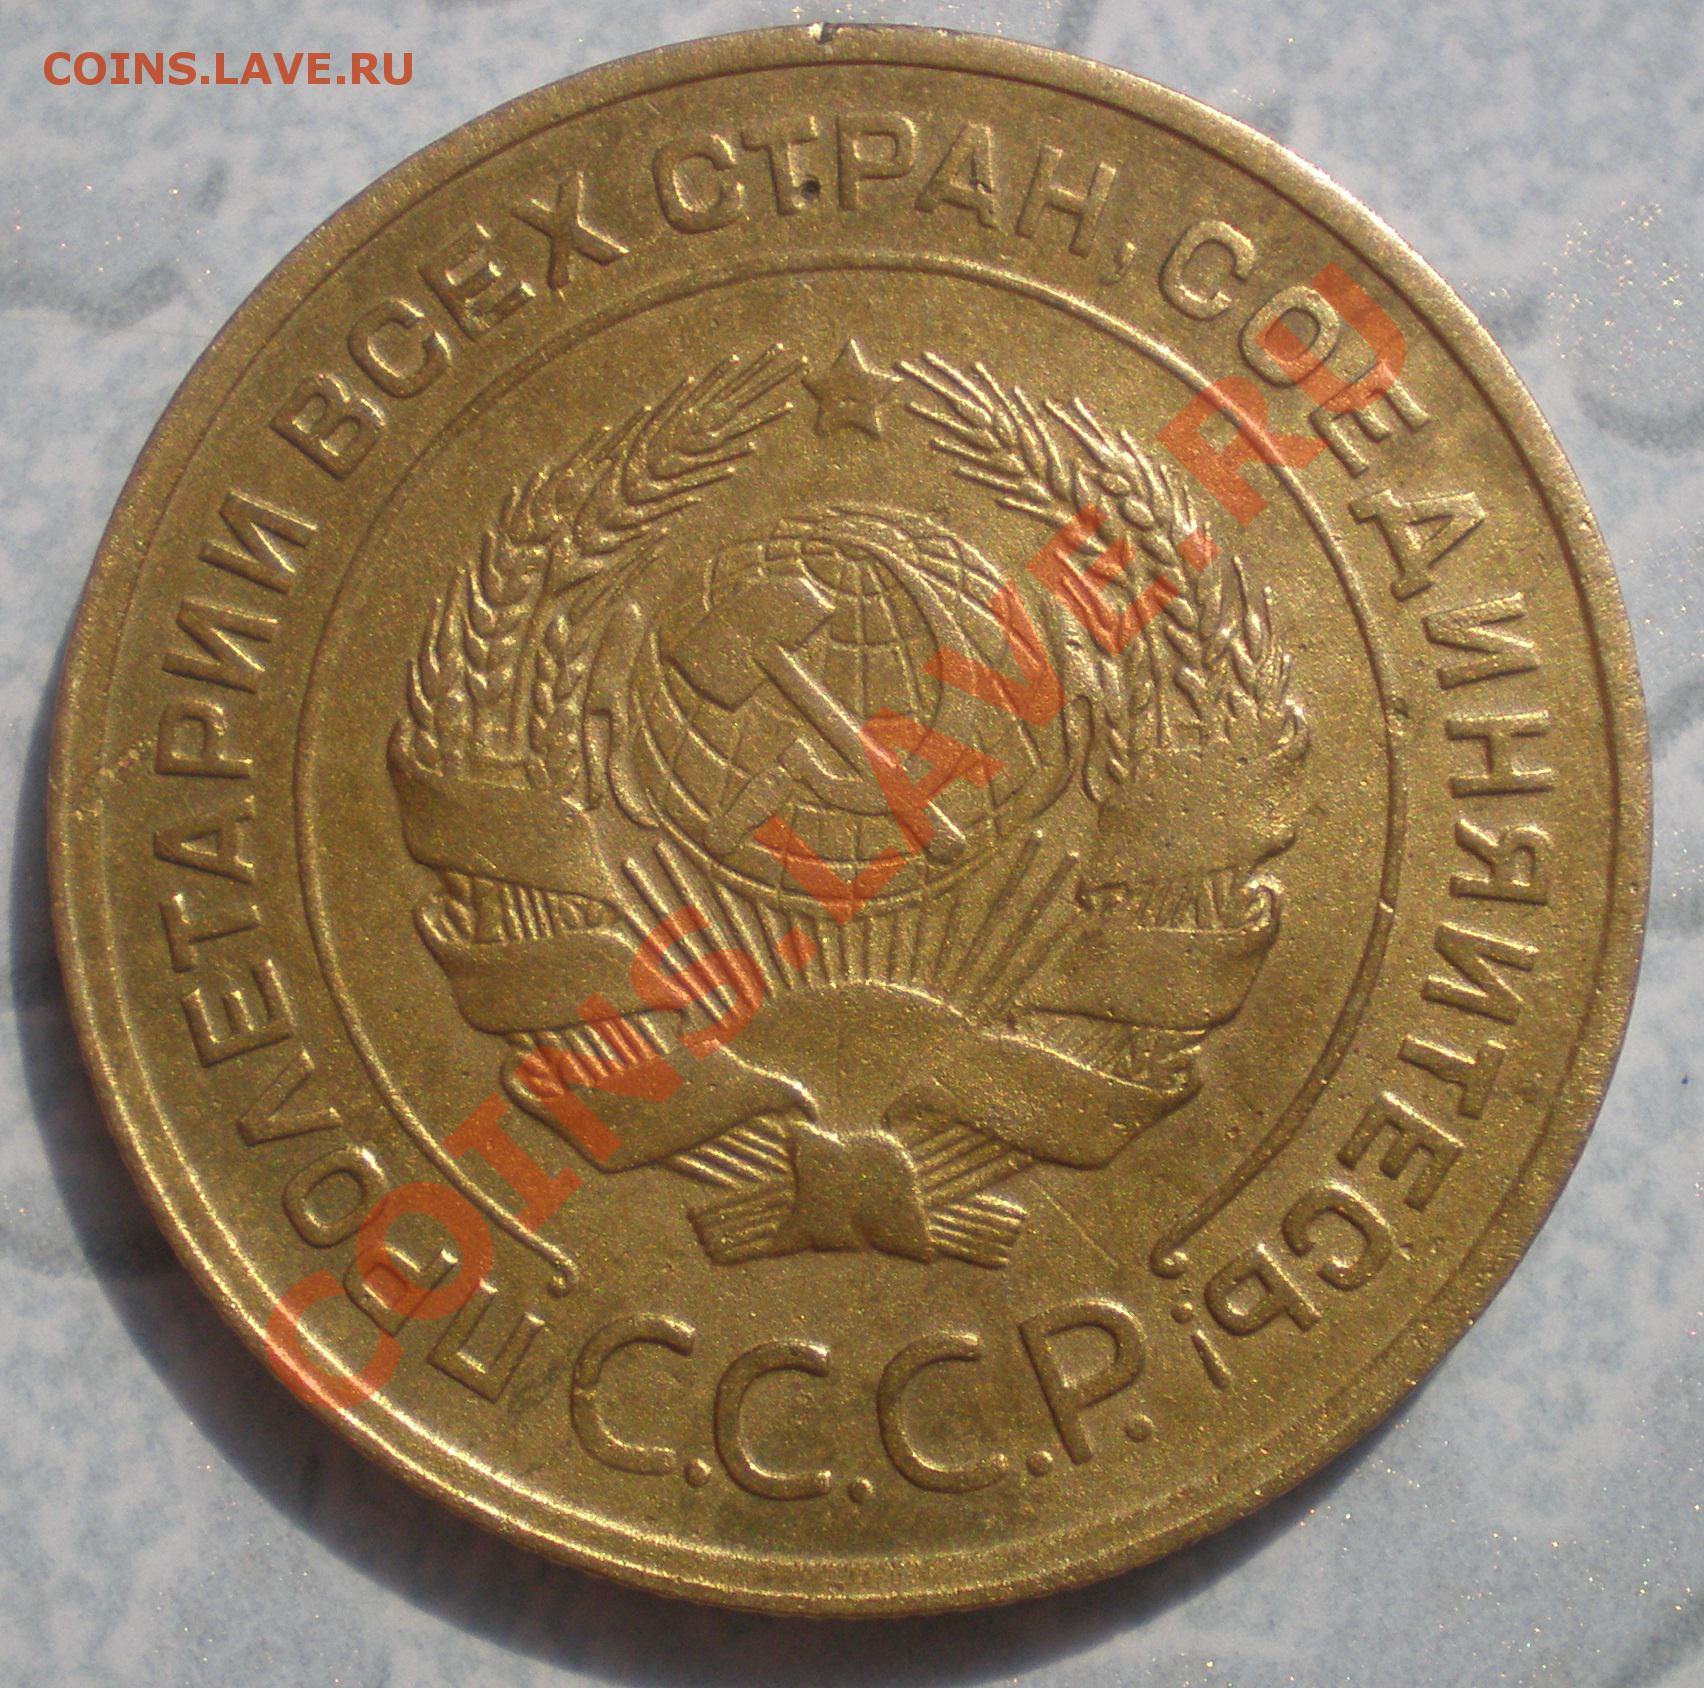 COINS.LAVE.RU
ПРОЛЕТАРИИ ВСЕХ СТРАН, СОЕДИНЯЙТЕСЬ!
С.С.С.Р.
COINS.LAVE.RU